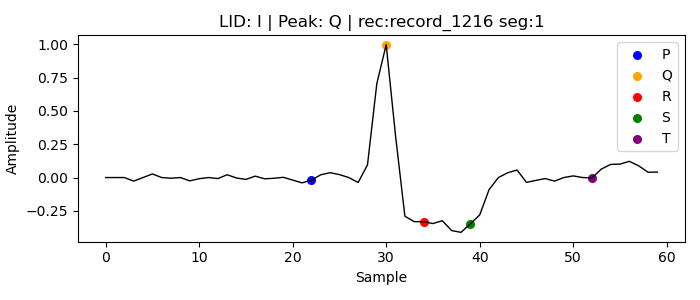 LID: I | Peak: Q | rec:record_1216 seg:1
1.00
0.75
0.50
0.25
0.00
−0.25
Amplitude
P
Q
R
S
T
0 10 20 30 40 50 60
Sample